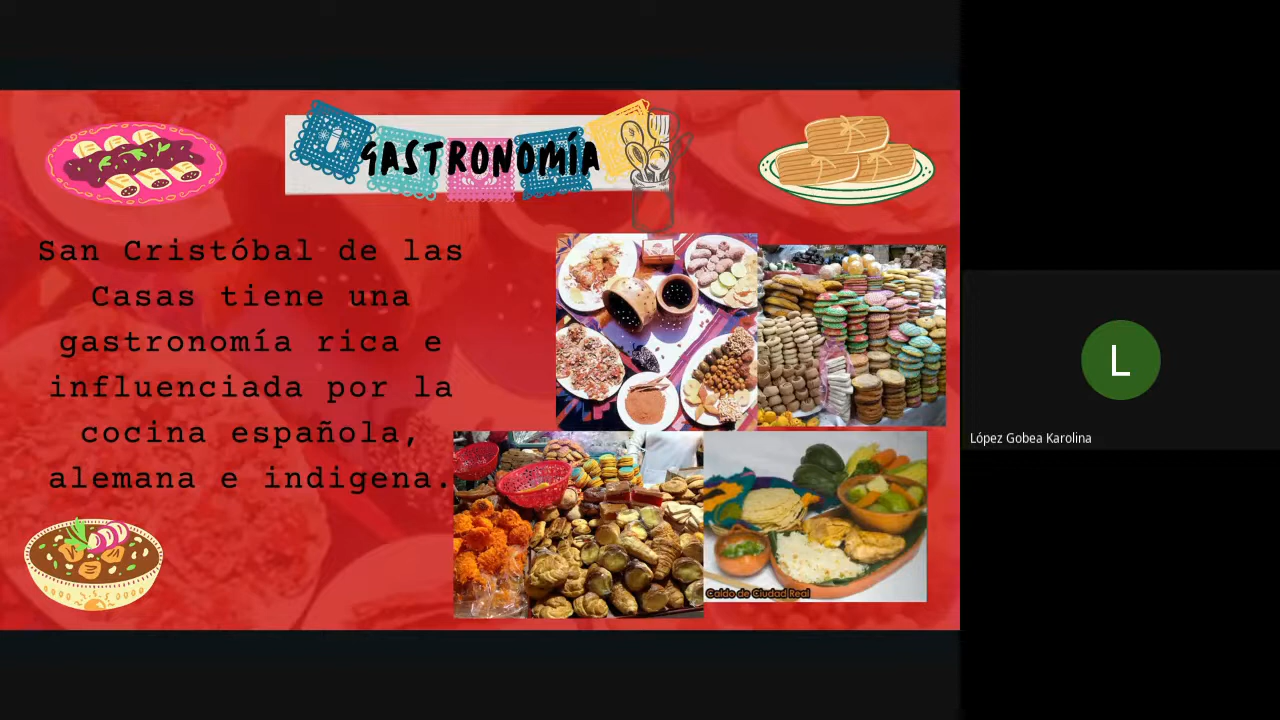 GASTRONOMÍA
San Cristóbal de las
Casas tiene una
gastronomía rica e
influenciada por la
cocina española,
alemana e indigena.
Caldo de Ciudad Real
L
López Gobea Karolina